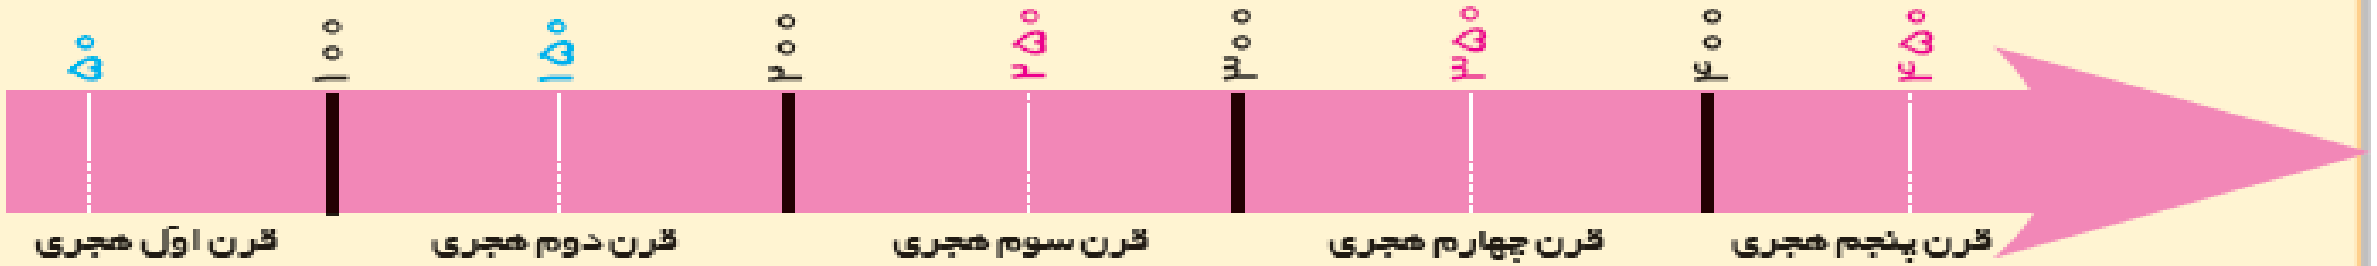 ۵۰
۱۰۰
۱۵۰
۲۰۰
۲۵۰
۳۰۰
۳۵۰
۴۰۰
۴۵۰
قرن اوّل هجری
قرن دوم هجری
قرن سوم هجری
قرن چهارم هجری
قرن پنجم هجری